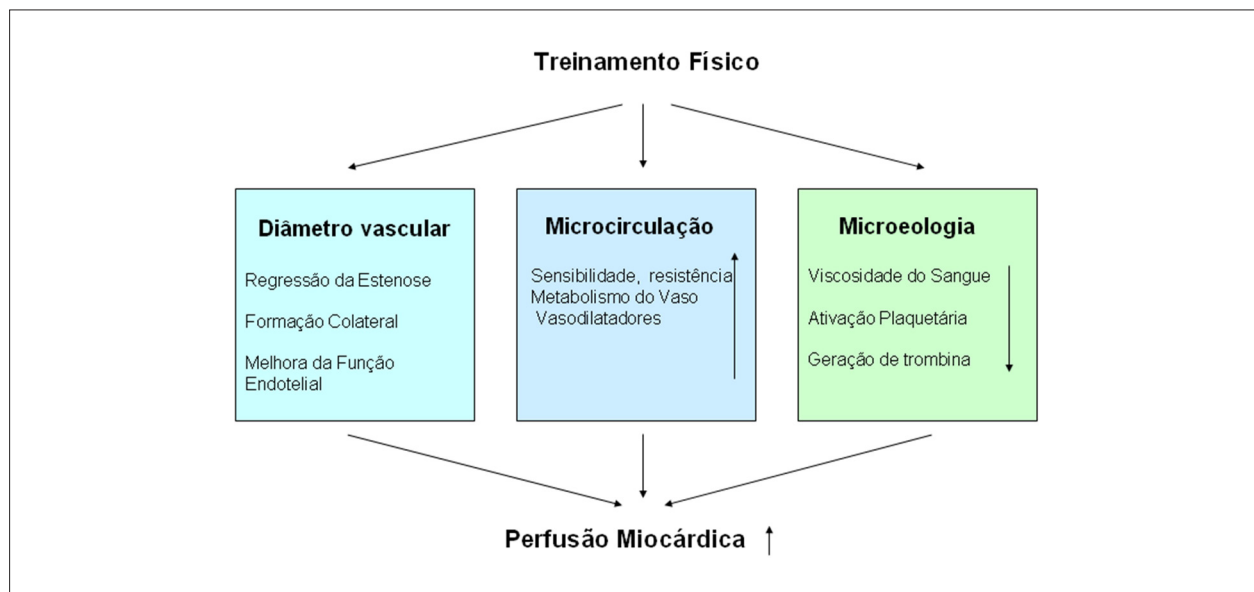 Treinamento Físico
Diâmetro vascular
Regressão da Estenose
Formação Colateral
Melhora da Função
Endotelial
Microcirculação
Sensibilidade, resistência
Metabolismo do Vaso
Vasodilatadores
Microeologia
Viscosidade do Sangue
Ativação Plaquetária
Geração de trombina
Perfusão Miocárdica